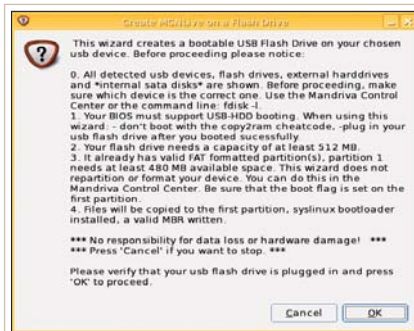 Create MCNLive on a Flash Drive
This wizard creates a bootable USB Flash Drive on your chosen
usb device. Before proceeding please notice:
0. All detected usb devices, flash drives, external harddrives
and *internal sata disks* are shown. Before proceeding, make
sure which device is the correct one. Use the Mandriva Control
Center or the command line: fdisk -l.
1. Your BIOS must support USB-HDD booting. When using this
wizard: - don't boot with the copy2ram cheatcode, -plug in your
usb flash drive after you booted sucessfully.
2. Your flash drive needs a capacity of at least 512 MB.
3. It already has valid FAT formatted partition(s), partition 1
needs at least 480 MB available space. This wizard does not
repartition or format your device. You can do this in the
Mandriva Control Center. Be sure that the boot flag is set on the
first partition.
4. Files will be copied to the first partition, syslinux bootloader
installed, a valid MBR written.
*** No responsibility for data loss or hardware damage! ***
*** Press 'Cancel' if you want to stop. ***
Please verify that your usb flash drive is plugged in and press
'OK' to proceed.
Cancel OK